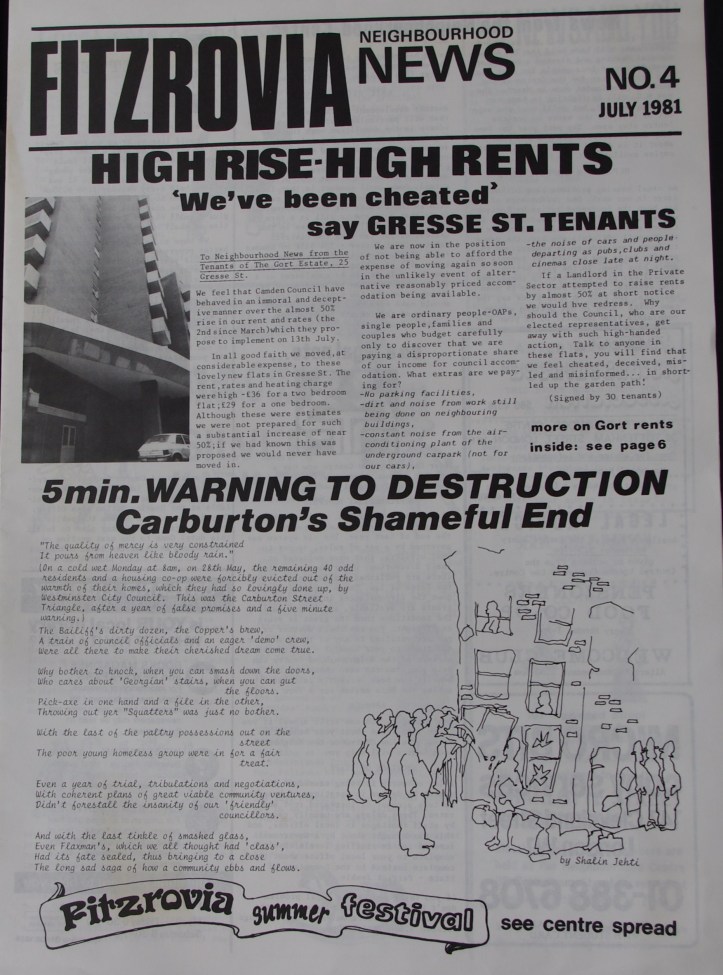 FITZROVIA
NEIGHBOURHOOD
NEWS
NO.4
JULY 1981
HIGH RISE-HIGH RENTS
'We've been cheated'
say GRESSE ST. TENANTS
To Neighbourhood News from the
Tenants of The Gort Estate, 25
Gresse St.
We feel that Camden Council have
behaved in an immoral and decept-
ive manner over the almost 50%
rise in our rent and rates (the
2nd since March)which they pro-
pose to implement on 13th July.
In all good faith we moved,at
considerable expense, to these
lovely new flats in Gresse St. The
rent,rates and heating charge
were high -£36 for a two bedroom
flat;£29 for a one bedroom.
Although these were estimates
we were not prepared for such
a substantial increase of near
50%;if we had known this was
proposed we would never have
moved in.
We are now in the position
of not being able to afford the
expense of moving again so soon
in the unlikely event of alter-
native reasonably priced accom-
odation being available.
We are ordinary people-OAPs,
single people,families and
couples who budget carefully
only to discover that we are
paying a disproportionate share
of our income for council accom-
odation. What extras are we pay-
ing for?
-No parking facilities,
-dirt and noise from work still
being done on neighbouring
buildings,
-constant noise from the air-
conditioning plant of the
underground carpark (not for
our cars),
-the noise of cars and people
departing as pubs,clubs and
cinemas close late at night.
If a Landlord in the Private
Sector attempted to raise rents
by almost 50% at short notice
we would hve redress. Why
should the Council, who are our
elected representatives, get
away with such high-handed
action, Talk to anyone in
these flats, you will find that
we feel cheated, deceived, mis-
led and misinformed... in short-
led up the garden path!
(Signed by 30 tenants)
more on Gort rents
inside: see page 6
5min. WARNING TO DESTRUCTION
Carburton's Shameful End
"The quality of mercy is very constrained
It pours from heaven like bloody rain."
(On a cold wet Monday at 6am, on 26th May, the remaining 40 odd
residents and a housing co-op were forcibly evicted out of the
warmth of their homes, which they had so lovingly done up, by
Westminster City Council. This was the Carburton Street
Triangle, after a year of false promises and a five minute
warning.)
The Bailiff's dirty dozen, the Copper's brew,
A train of council officials and an eager 'demo' crew,
Were all there to make their cherished dream come true.
Why bother to knock, when you can smash down the doors,
Who cares about 'Georgian' stairs, when you can gut
the floors.
Pick-axe in one hand and a file in the other,
Throwing out yer "Squatters" was just no bother.
With the last of the paltry possessions out on the
street
The poor young homeless group were in for a fair
treat.
Even a year of trial, tribulations and negotiations,
With coherent plans of great viable community ventures,
Didn't forestall the insanity of our 'friendly'
councillors.
And with the last tinkle of smashed glass,
Even Flaxman's, which we all thought had 'class',
Had its fate sealed, thus bringing to a close
The long sad saga of how a community ebbs and flows.
by Shalin Jehti
Fitzrovia summer festival
see centre spread